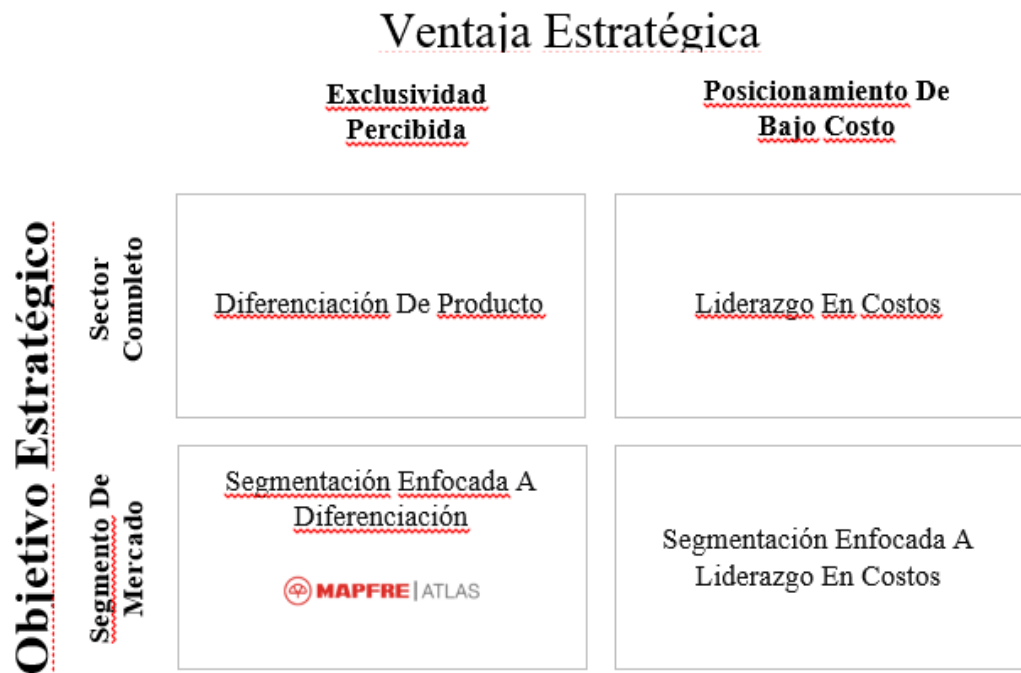 Ventaja Estratégica
Exclusividad
Percibida
Posicionamiento De
Bajo Costo
Objetivo Estratégico
Sector
Completo
Diferenciación De Producto
Liderazgo En Costos
Segmento De
Mercado
Segmentación Enfocada A
Diferenciación
MAPFRE | ATLAS
Segmentación Enfocada A
Liderazgo En Costos